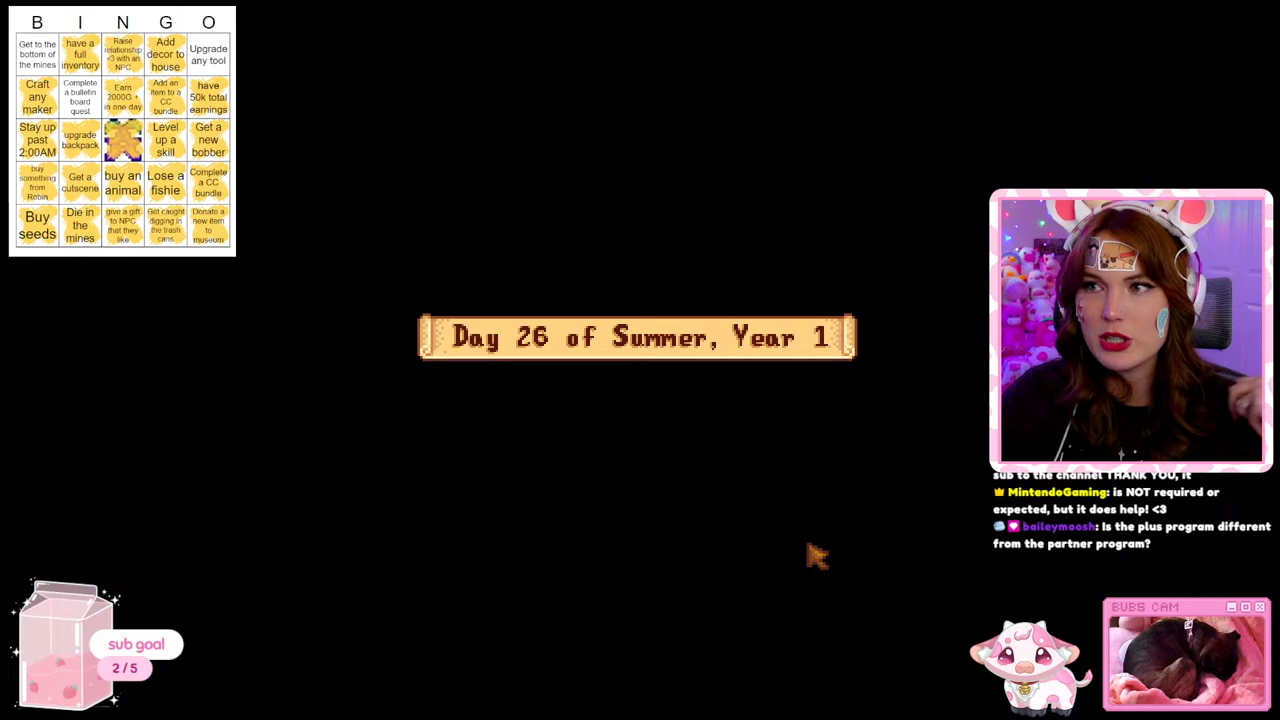 B I N G O
Get to the bottom of the mines
have a full inventory
Raise relationship <3 with an NPC
Add decor to house
Upgrade any tool
Craft any maker
Complete a bulletin board quest
Earn 2000G + in one day
Add an item to a CC bundle
have 50k total earnings
Stay up past 2:00AM
upgrade backpack
Level up a skill
Get a new bobber
buy something from Robin
Get a cutscene
buy an animal
Lose a fishie
Complete a CC bundle
Buy seeds
Die in the mines
give a gift to NPC that they like
Get caught digging in the trash cans
Donate a new item to museum
Day 26 of Summer, Year 1
sub to the channel THANK YOU, it
MintendoGaming: is NOT required or
expected, but it does help! <3
baileymoosh: Is the plus program different
from the partner program?
sub goal
2 / 5
BUBS CAM